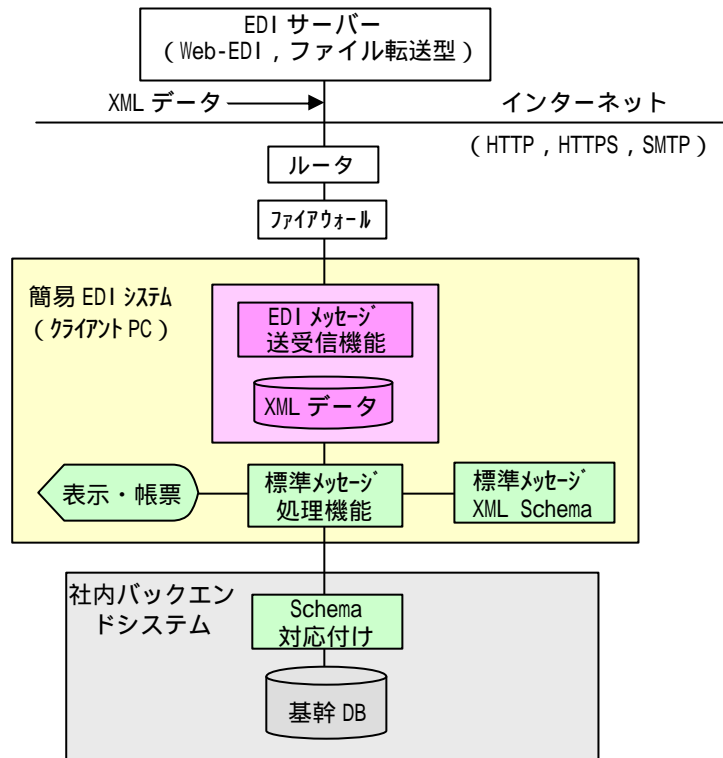 EDI サーバー
（Web-EDI，ファイル転送型）
XML データ
インターネット
（HTTP，HTTPS，SMTP）
ルータ
ﾌｧｲｱｳｫｰﾙ
簡易 EDI ｼｽﾃﾑ
（ｸﾗｲｱﾝﾄ PC）
EDI ﾒｯｾｰｼﾞ
送受信機能
XML データ
表示・帳票
標準ﾒｯｾｰｼﾞ
処理機能
標準ﾒｯｾｰｼﾞ
XML Schema
社内バックエン
ドシステム
Schema
対応付け
基幹 DB